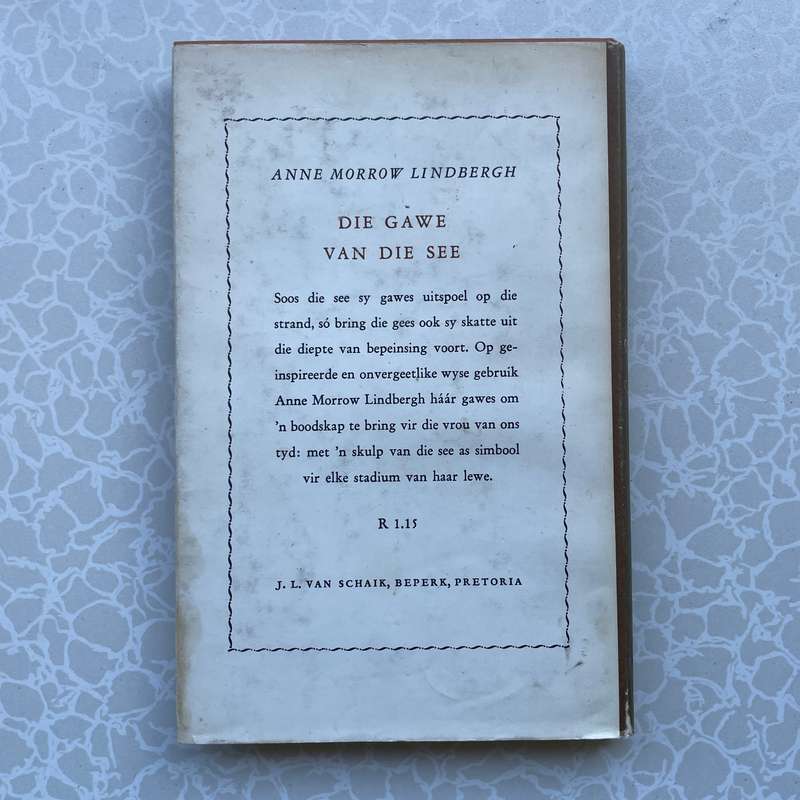 ANNE MORROW LINDBERGH
DIE GAWE
VAN DIE SEE
Soos die see sy gawes uitspoel op die
strand, só bring die gees ook sy skatte uit
die diepte van bepeinsing voort. Op ge-
inspireerde en onvergeetlike wyse gebruik
Anne Morrow Lindbergh háár gawes om
'n boodskap te bring vir die vrou van ons
tyd: met 'n skulp van die see as simbool
vir elke stadium van haar lewe.
R 1.15
J. L. VAN SCHAIK, BEPERK, PRETORIA